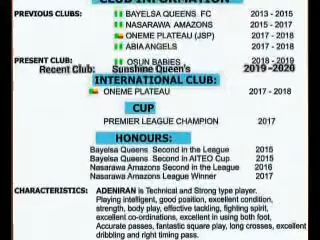 CLUB INFORMATION
PREVIOUS CLUBS: BAYELSA QUEENS FC 2013 - 2015
NASARAWA AMAZONS 2015 - 2017
ONEME PLATEAU (JSP) 2017 - 2018
ABIA ANGELS 2017 - 2018
PRESENT CLUB: OSUN BABIES 2018 - 2019
Recent Club: Sunshine Queen's 2019 -2020
INTERNATIONAL CLUB:
ONEME PLATEAU 2017 - 2018
CUP
PREMIER LEAGUE CHAMPION 2017
HONOURS:
Bayelsa Queens Second in the League 2015
Bayelsa Queens Second in AITEO Cup 2015
Nasarawa Amazons Second in the League 2016
Nasarawa Amazons League Winner 2017
CHARACTERISTICS: ADENIRAN is Technical and Strong type player.
Playing intelligent, good position, excellent condition,
strength, body play, effective tackling, fighting spirit,
excellent co-ordinations, excellent in using both foot,
Accurate passes, fantastic square play, long crosses, excellent
dribbling and right timing pass.